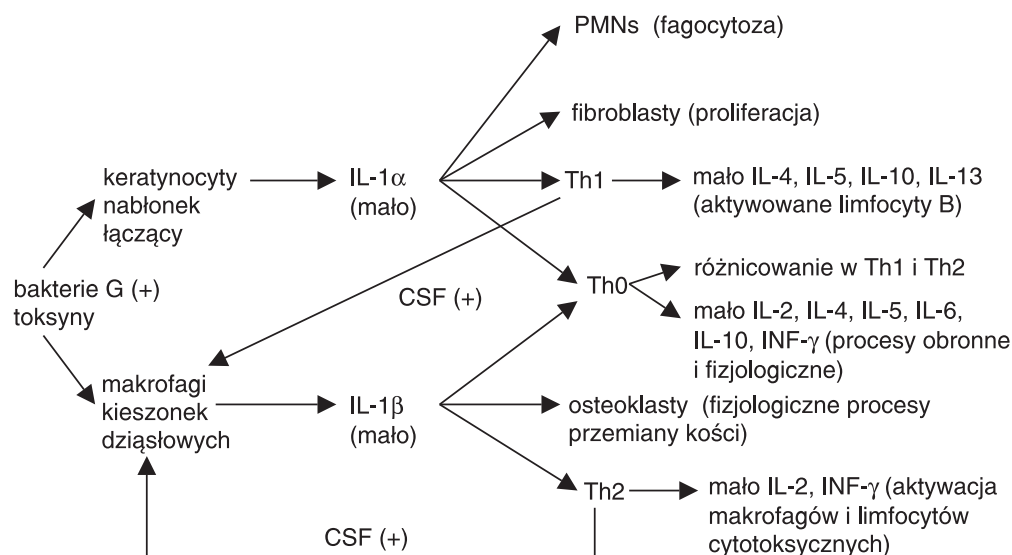 PMNs (fagocytoza)
fibroblasty (proliferacja)
keratynocyty
nabłonek
łączący
IL-1α
(mało)
Th1
mało IL-4, IL-5, IL-10, IL-13
(aktywowane limfocyty B)
bakterie G (+)
toksyny
CSF (+)
Th0
różnicowanie w Th1 i Th2
mało IL-2, IL-4, IL-5, IL-6,
IL-10, INF-γ (procesy obronne
i fizjologiczne)
makrofagi
kieszonek
dziąsłowych
IL-1β
(mało)
osteoklasty (fizjologiczne procesy
przemiany kości)
Th2
mało IL-2, INF-γ (aktywacja
makrofagów i limfocytów
cytotoksycznych)
CSF (+)